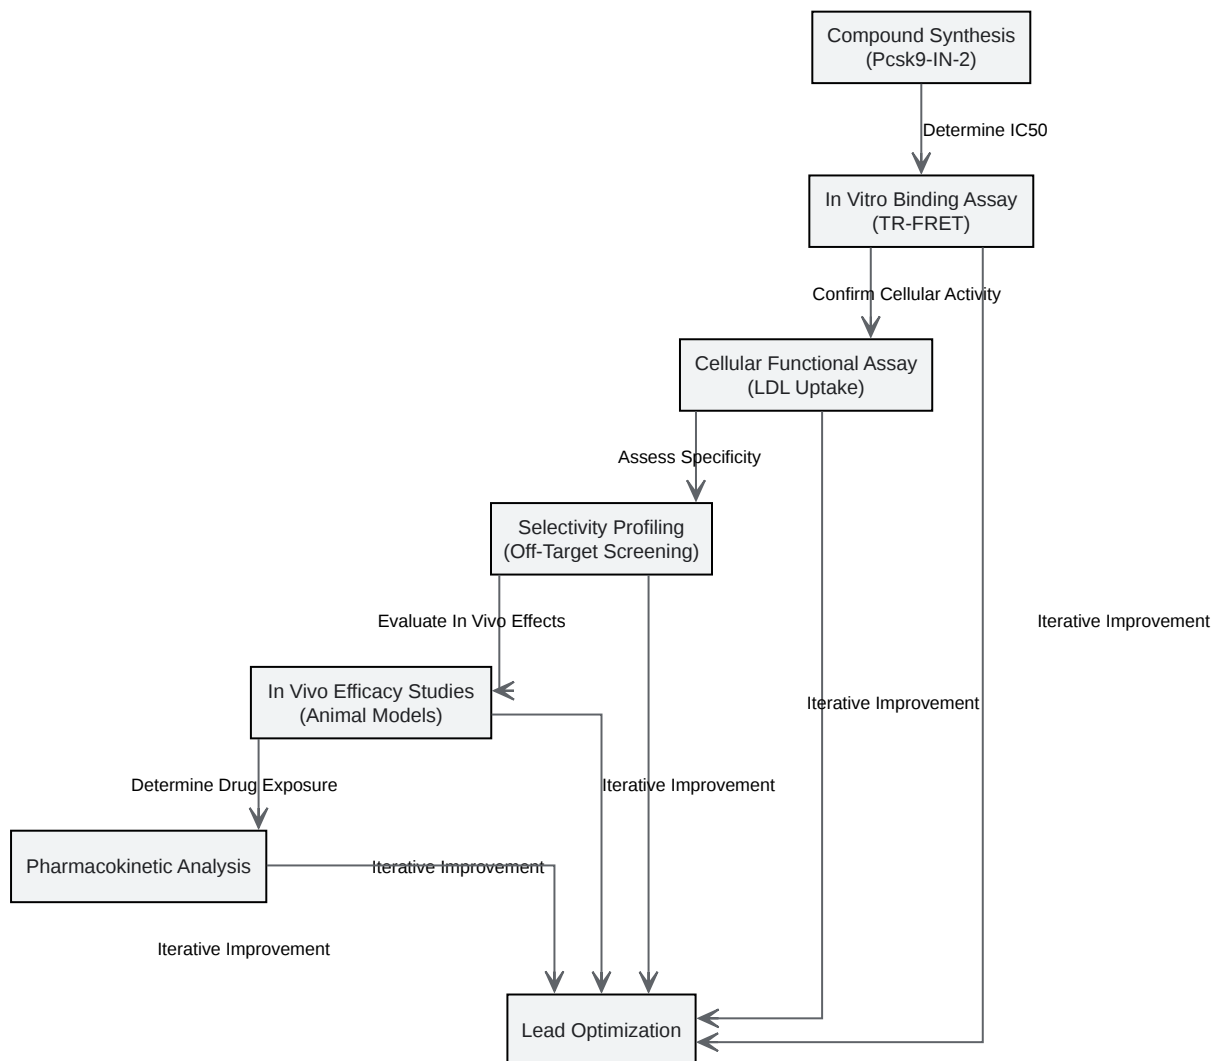 Compound Synthesis
(Pcsk9-IN-2)
Determine IC50
In Vitro Binding Assay
(TR-FRET)
Confirm Cellular Activity
Cellular Functional Assay
(LDL Uptake)
Assess Specificity
Selectivity Profiling
(Off-Target Screening)
Evaluate In Vivo Effects
Iterative Improvement
In Vivo Efficacy Studies
(Animal Models)
Iterative Improvement
Determine Drug Exposure
Iterative Improvement
Pharmacokinetic Analysis
Iterative Improvement
Iterative Improvement
Lead Optimization